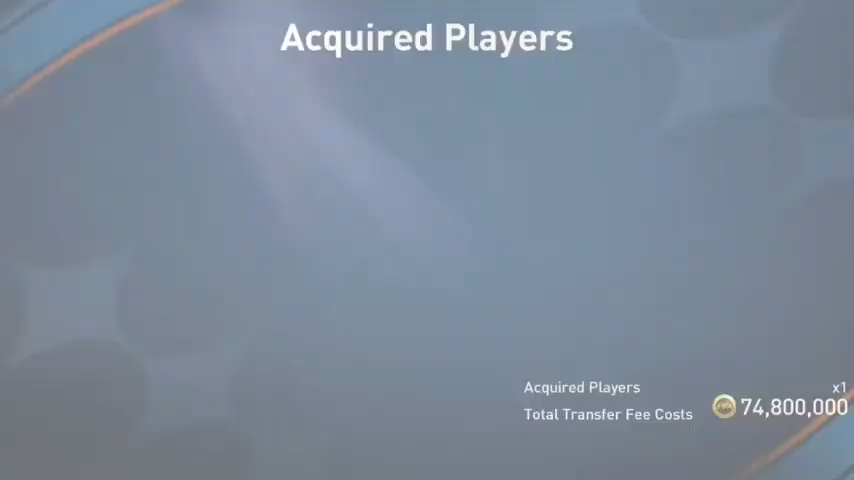 Acquired Players
Acquired Players x1
Total Transfer Fee Costs 74,800,000